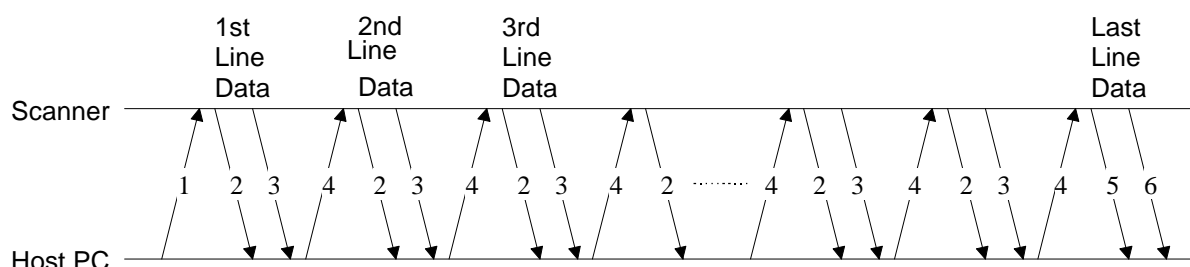 1st
Line
Data
2nd
Line
Data
3rd
Line
Data
Last
Line
Data
Scanner
1 2 3 4 2 3 4 2 3 4 2 ········ 4 2 3 4 2 3 4 5 6
Host PC